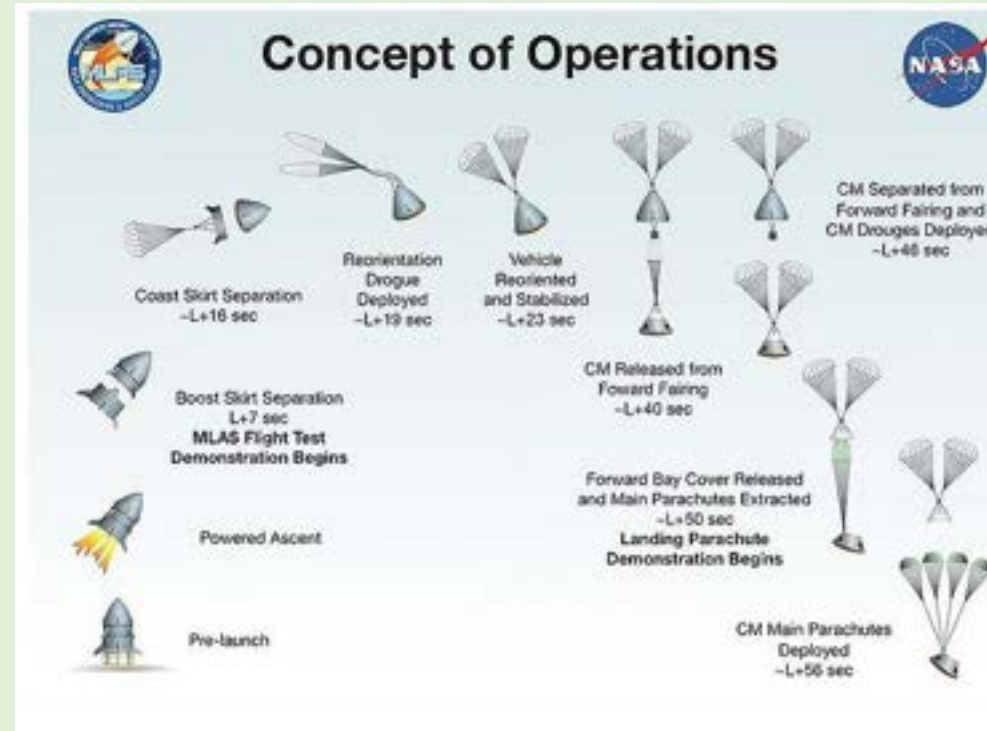 Concept of Operations
MLAS
NASA
CM Separated from
Forward Fairing and
CM Drouges Deployed
~L+46 sec
Reorientation
Drogue
Deployed
~L+19 sec
Vehicle
Reoriented
and Stabilized
~L+23 sec
Coast Skirt Separation
~L+16 sec
CM Released from
Foward Fairing
~L+40 sec
Boost Skirt Separation
L+7 sec
MLAS Flight Test
Demonstration Begins
Forward Bay Cover Released
and Main Parachutes Extracted
~L+50 sec
Landing Parachute
Demonstration Begins
Powered Ascent
Pre-launch
CM Main Parachutes
Deployed
~L+56 sec